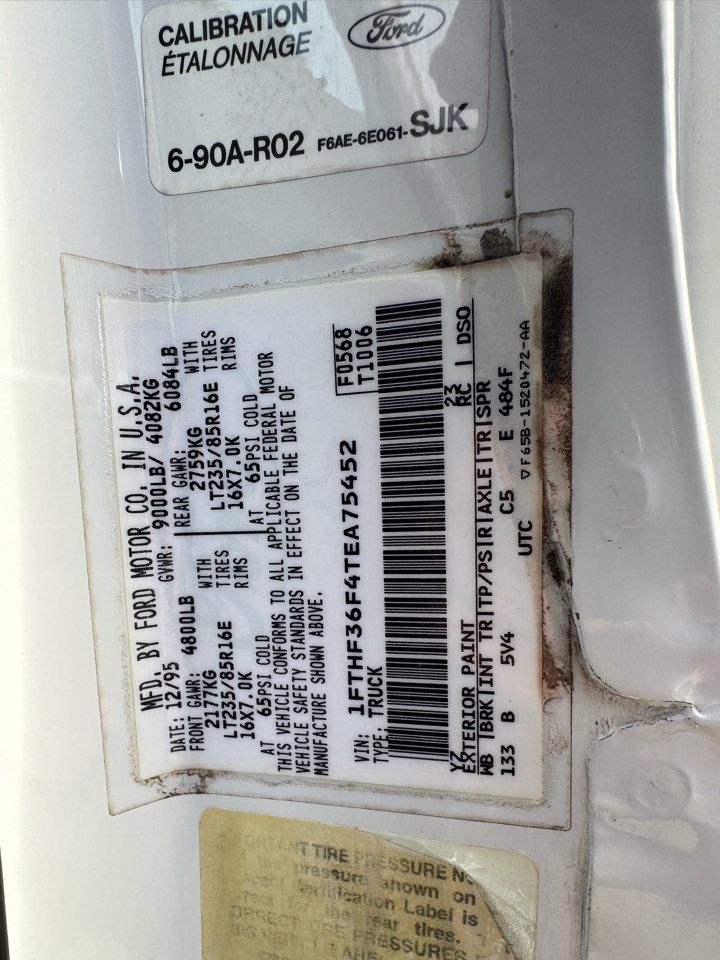 CALIBRATION
ÉTALONNAGE
Ford
6-90A-R02 F6AE-6E061-SJK
MFD. BY FORD MOTOR CO. IN U.S.A.
DATE: 12/95 GVWR: 9000LB/ 4082KG
FRONT GAWR: 4800LB REAR GAWR: 6084LB
2177KG WITH 2759KG WITH
LT235/85R16E TIRES LT235/85R16E TIRES
16X7.0K RIMS 16X7.0K RIMS
AT 65PSI COLD AT 65PSI COLD
THIS VEHICLE CONFORMS TO ALL APPLICABLE FEDERAL MOTOR
VEHICLE SAFETY STANDARDS IN EFFECT ON THE DATE OF
MANUFACTURE SHOWN ABOVE.
F0568
T1006
VIN: 1FTHF36F4TEA75452
TYPE: TRUCK
23
YZ RC DSO
EXTERIOR PAINT
WB |BRK|INT TR|TP/PS|R|AXLE|TR|SPR
133 B 5V4 C5 E 484F
UTC ▽F65B-1520472-AA
TANT TIRE PRESSURE
pressure shown on
Certification Label is
for the rear tires.
TIRE PRESSURES